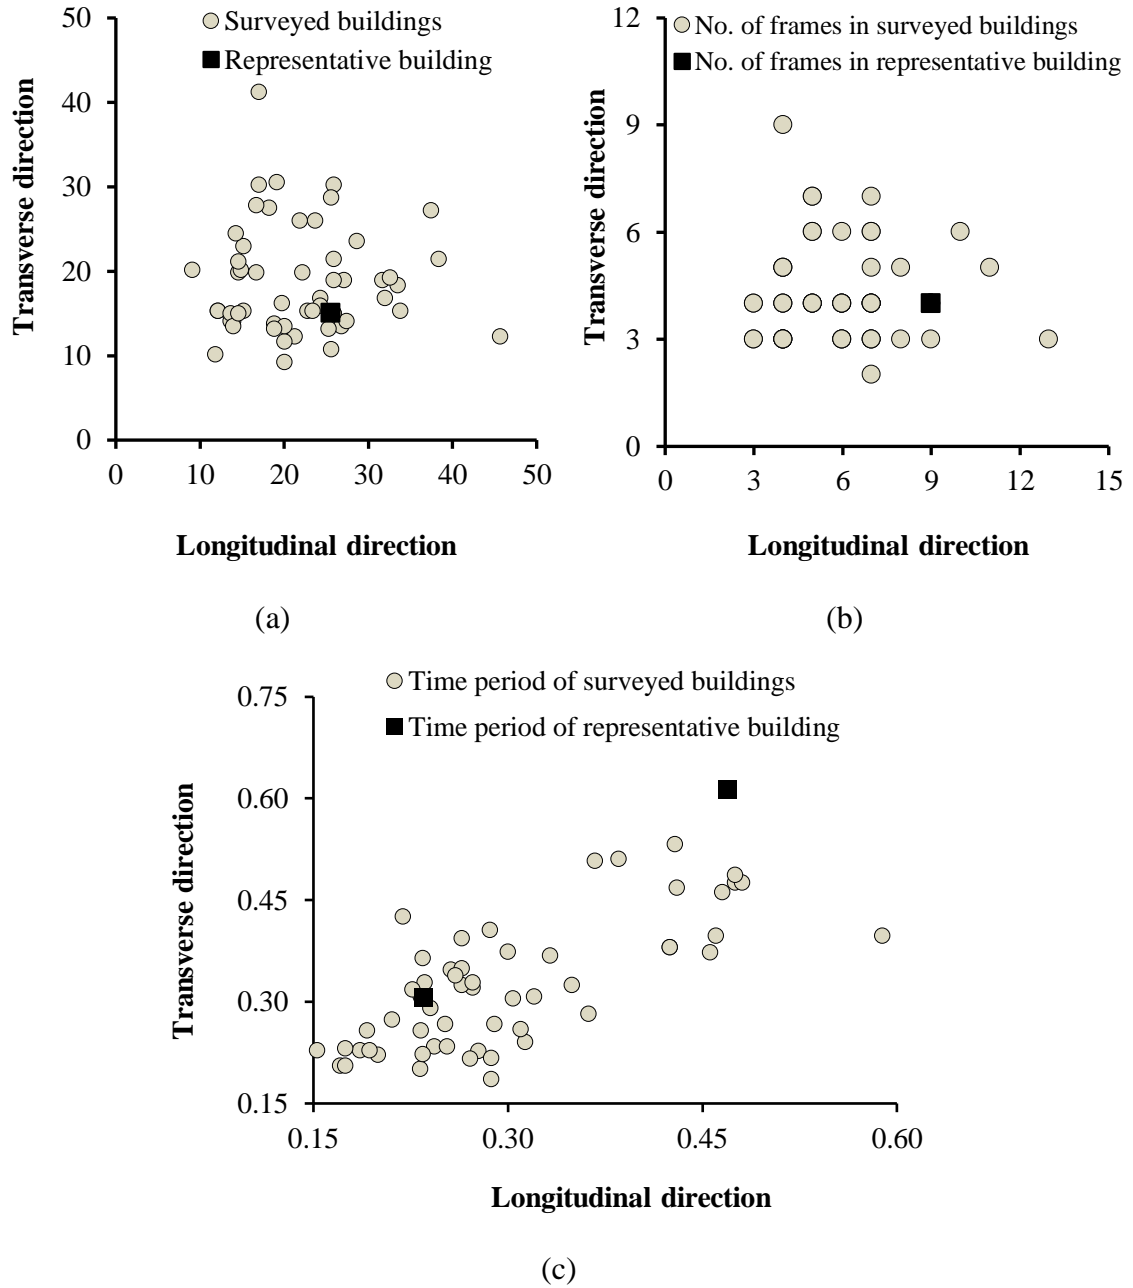 Surveyed buildings
Representative building
50
40
30
20
10
0
Transverse direction
0 10 20 30 40 50
Longitudinal direction
(a)
No. of frames in surveyed buildings
No. of frames in representative building
12
9
6
3
0
Transverse direction
0 3 6 9 12 15
Longitudinal direction
(b)
Time period of surveyed buildings
Time period of representative building
0.75
0.60
0.45
0.30
0.15
Transverse direction
0.15 0.30 0.45 0.60
Longitudinal direction
(c)